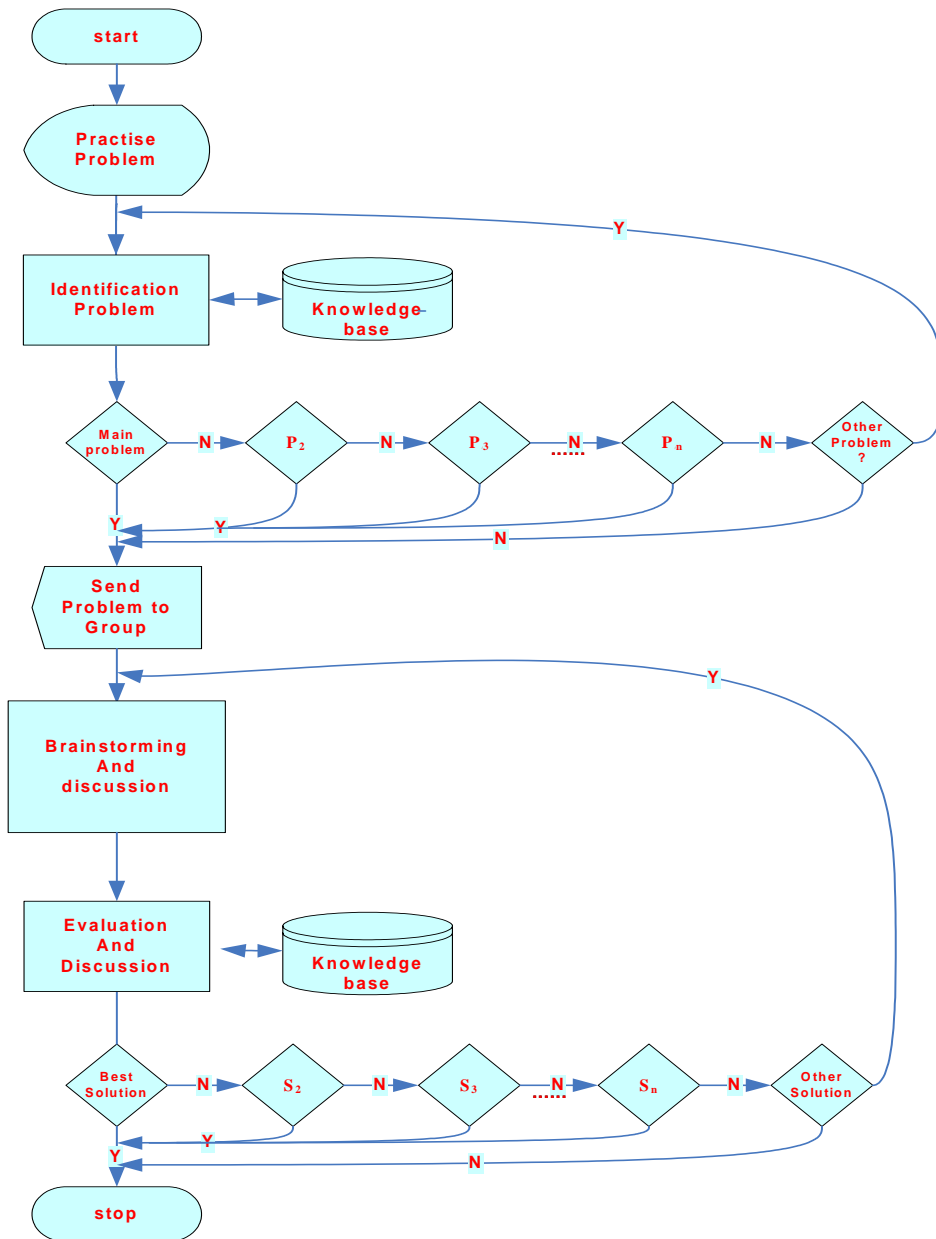 start
Practise
Problem
Y
Identification
Problem
Knowledge
base
Main
problem
N
P2
N
P3
N
......
Pn
N
Other
Problem
?
Y
Y
N
Send
Problem to
Group
Y
Brainstorming
And
discussion
Evaluation
And
Discussion
Knowledge
base
Best
Solution
N
S2
N
S3
N
......
Sn
N
Other
Solution
Y
Y
N
stop